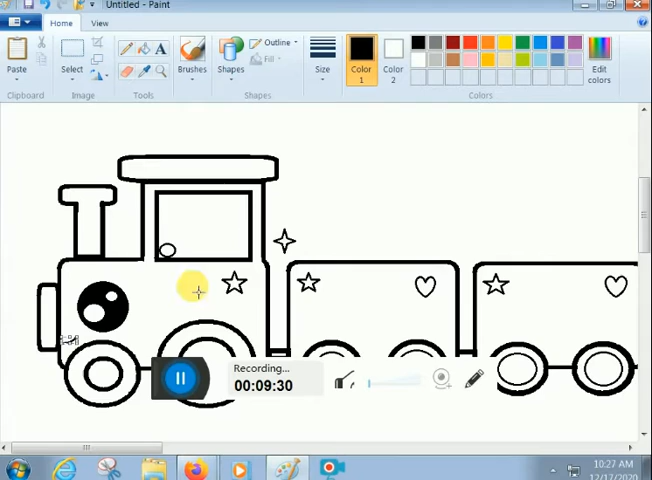 Untitled - Paint
Home View
Paste
Select
Brushes
Shapes
Outline
Fill
Size
Color 1
Color 2
Edit colors
Clipboard
Image
Tools
Shapes
Colors
Recording...
00:09:30
10:27 AM
12/17/2020